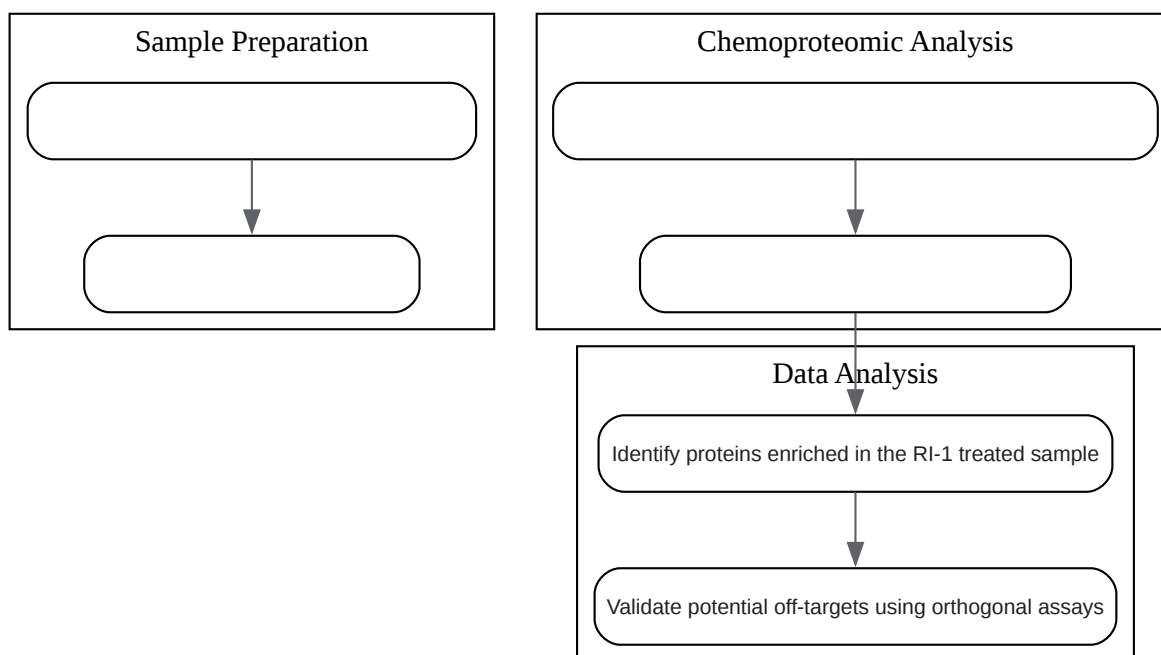 Sample Preparation
Chemoproteomic Analysis
Data Analysis
Identify proteins enriched in the RI-1 treated sample
Validate potential off-targets using orthogonal assays